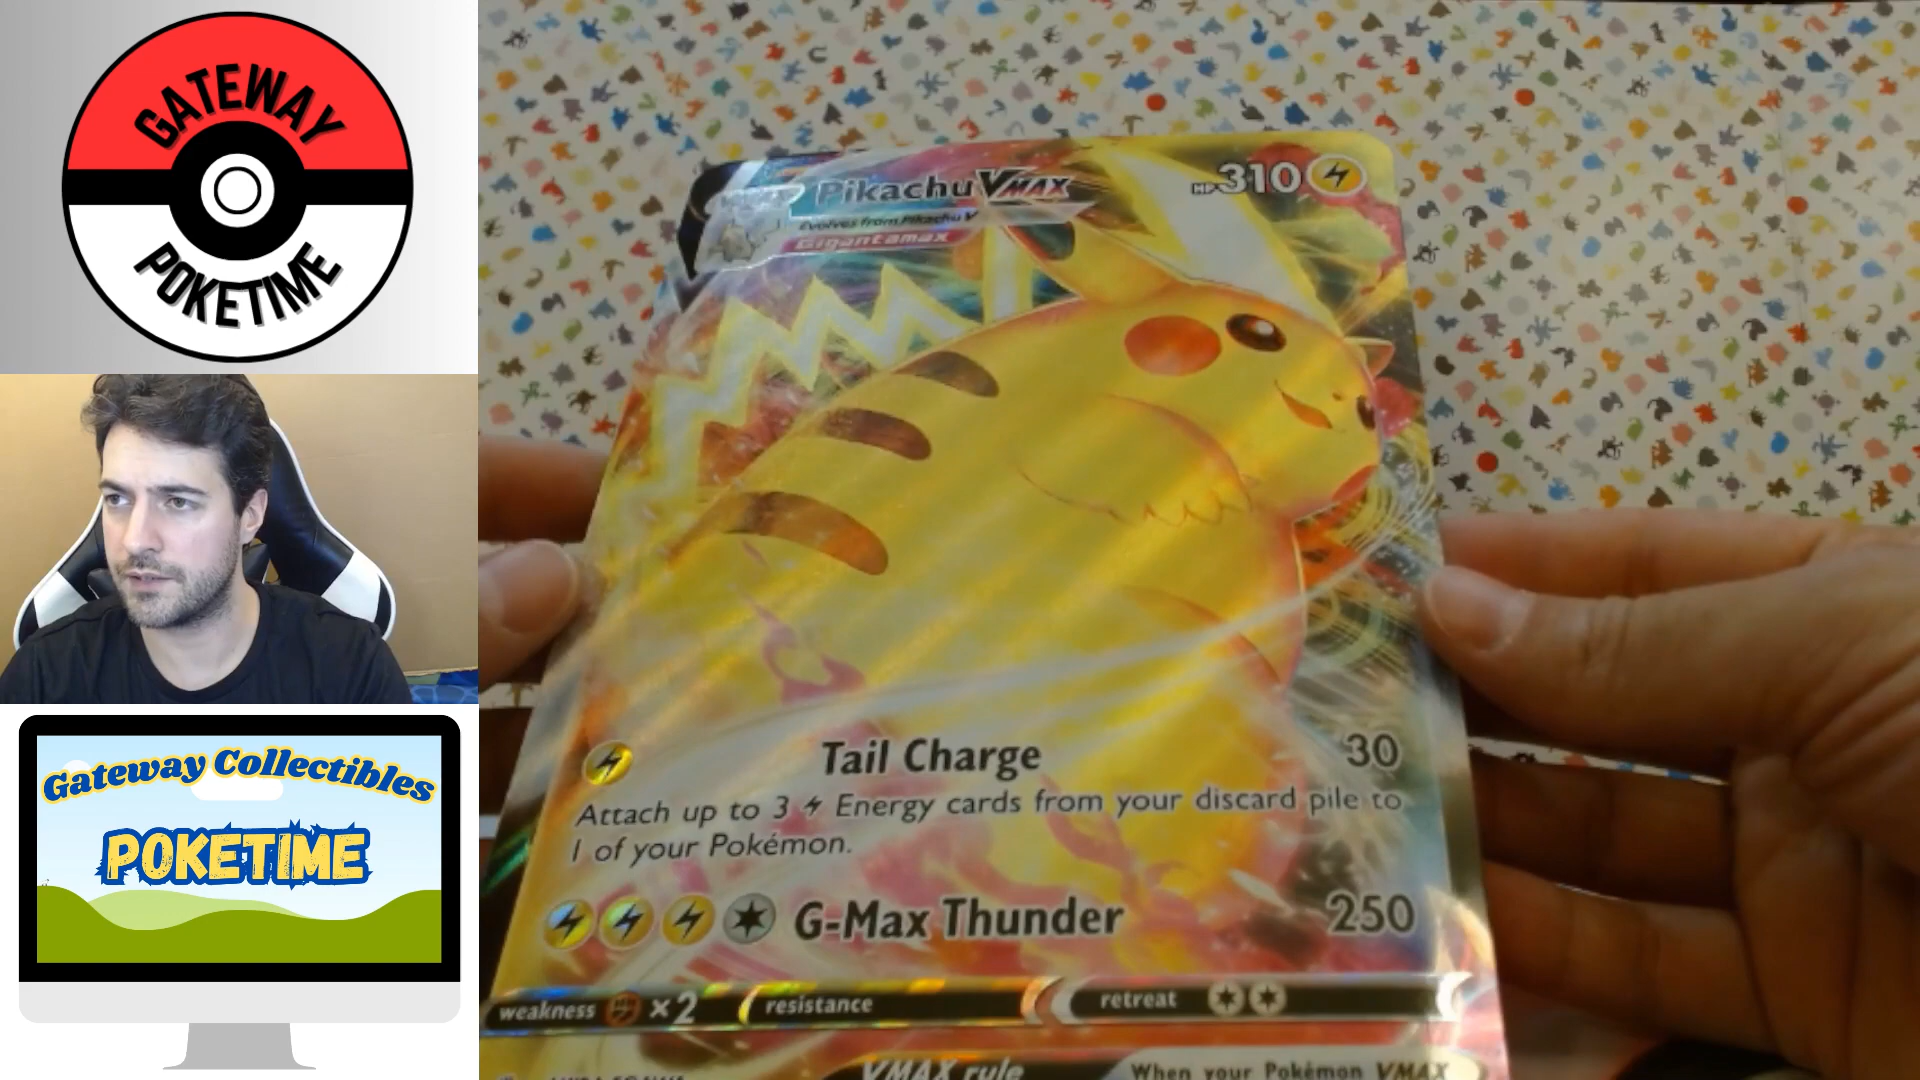 GATEWAY
POKETIME
Gateway Collectibles
POKETIME
Pikachu VMAX
HP 310
Evolves from Pikachu V
Gigantamax
Tail Charge 30
Attach up to 3 Energy cards from your discard pile to
1 of your Pokémon.
G-Max Thunder 250
weakness ×2 resistance retreat
VMAX rule When your Pokémon VMAX